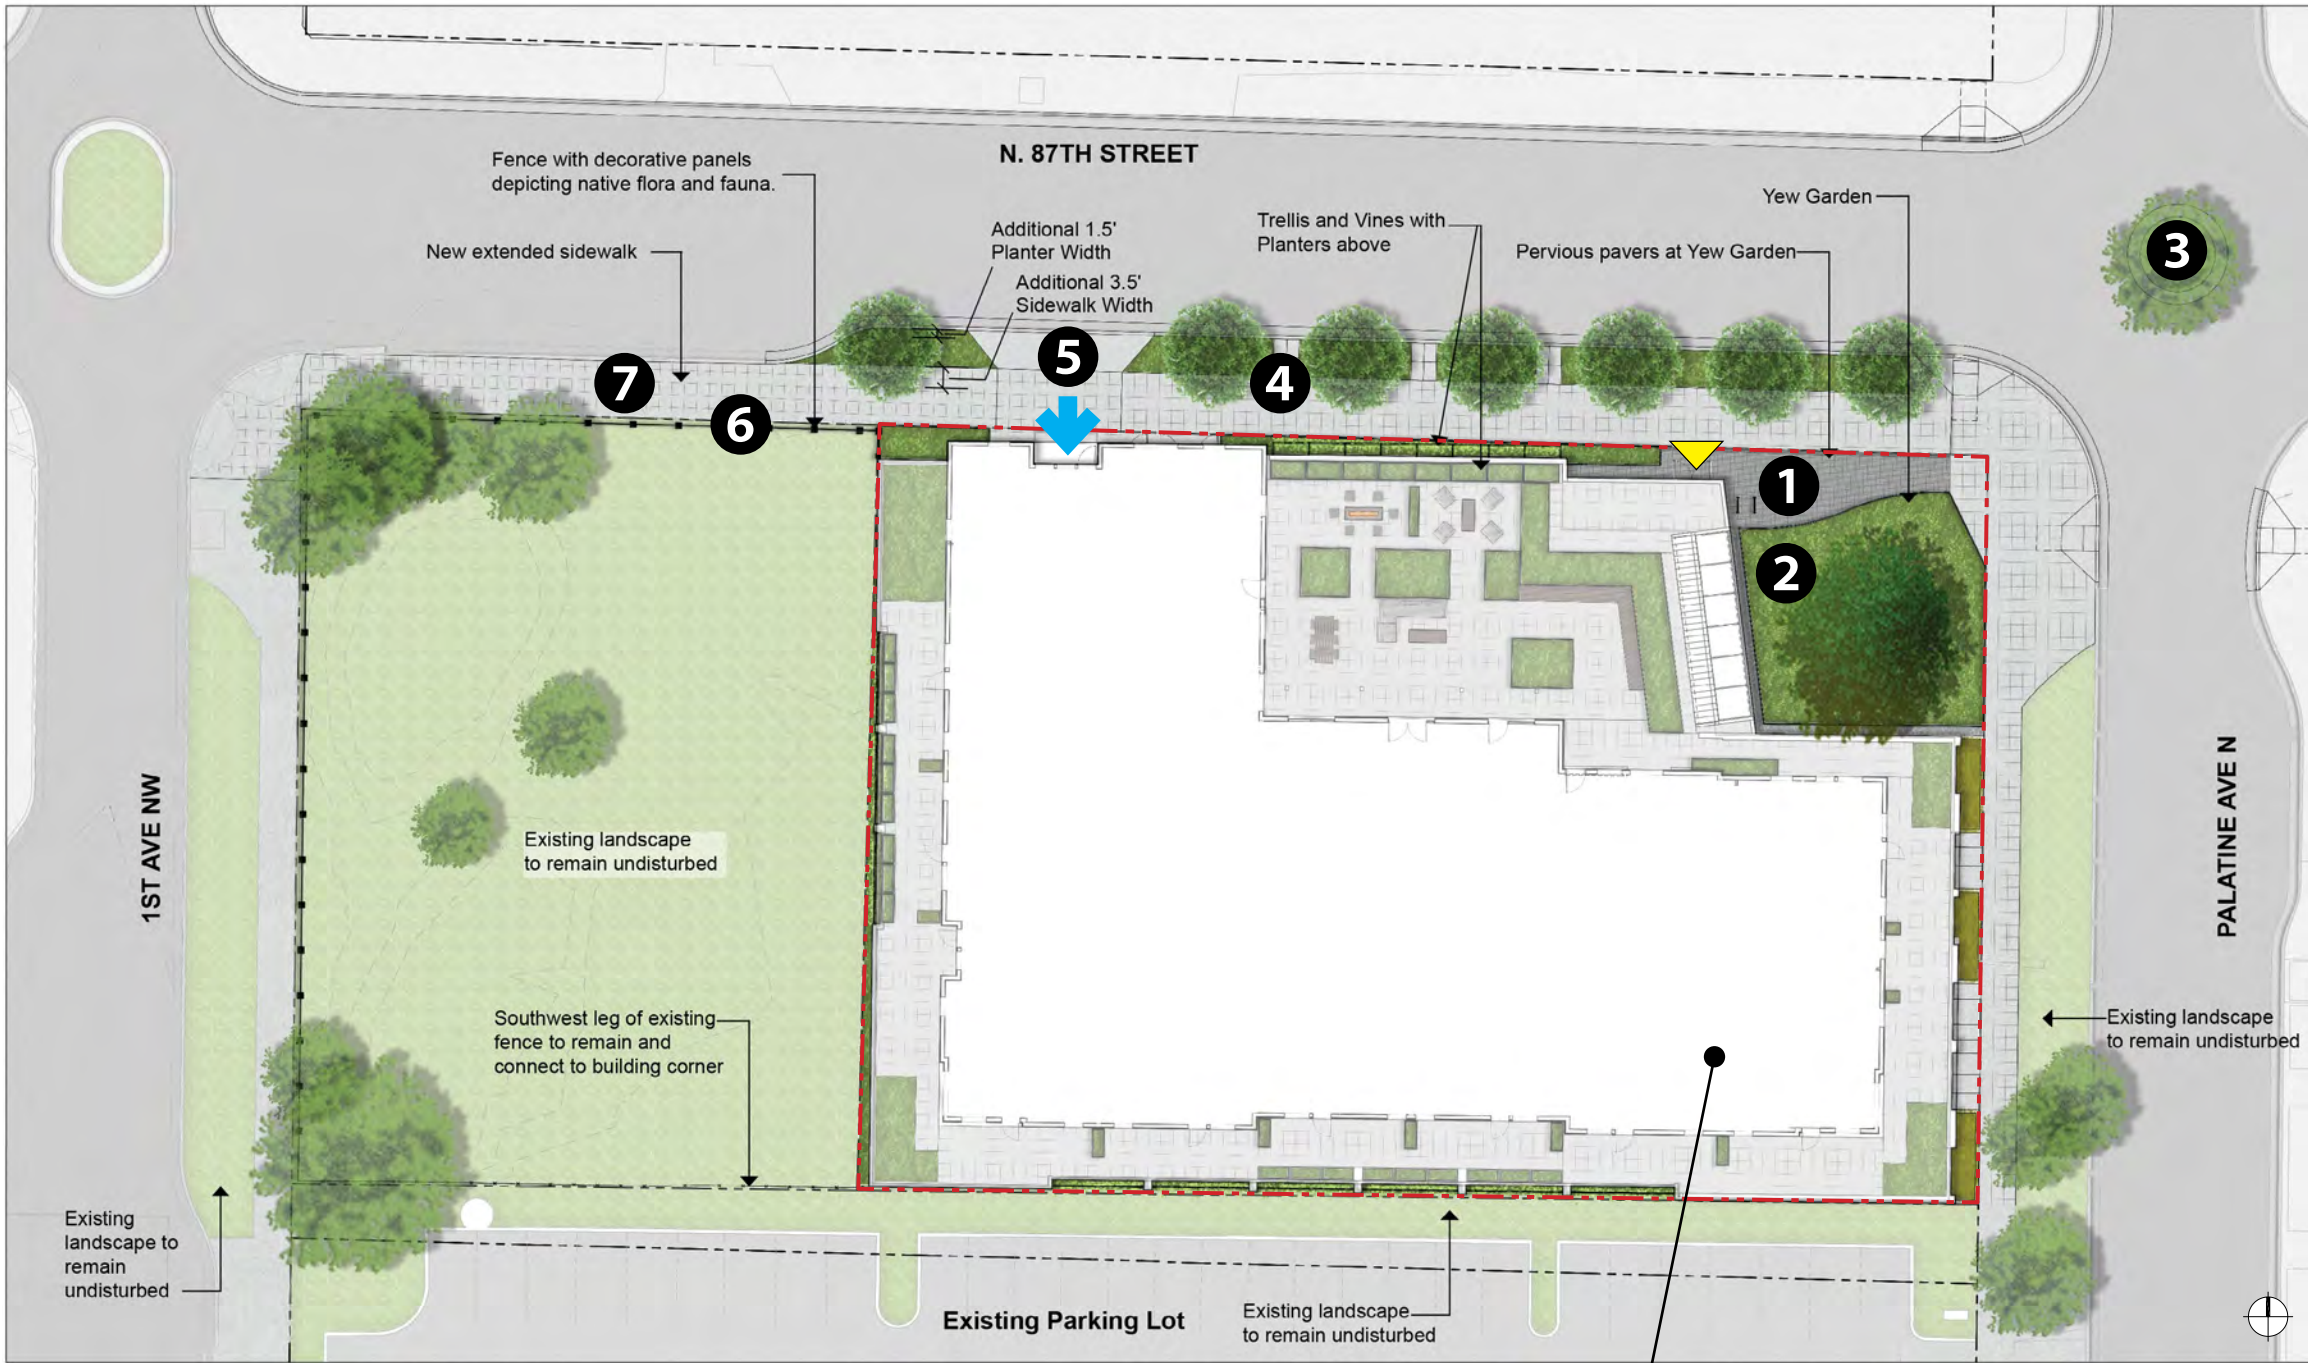 N. 87TH STREET
Fence with decorative panels
depicting native flora and fauna.
Yew Garden
3
Additional 1.5'
Planter Width
Trellis and Vines with
Planters above
New extended sidewalk
Pervious pavers at Yew Garden
Additional 3.5'
Sidewalk Width
5
7
4
6
1
2
1ST AVE NW
PALATINE AVE N
Existing landscape
to remain undisturbed
Southwest leg of existing
fence to remain and
connect to building corner
Existing landscape
to remain undisturbed
Existing
landscape to
remain
undisturbed
Existing Parking Lot
Existing landscape
to remain undisturbed